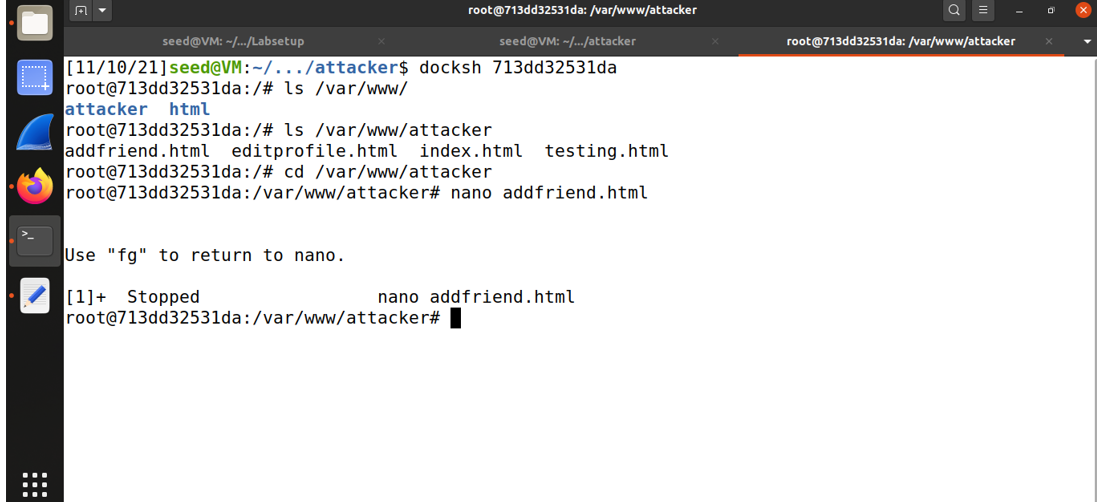 root@713dd32531da: /var/www/attacker
seed@VM: ~/.../Labsetup
seed@VM: ~/.../attacker
root@713dd32531da: /var/www/attacker
[11/10/21]seed@VM:~/.../attacker$ docksh 713dd32531da
root@713dd32531da:/# ls /var/www/
attacker  html
root@713dd32531da:/# ls /var/www/attacker
addfriend.html  editprofile.html  index.html  testing.html
root@713dd32531da:/# cd /var/www/attacker
root@713dd32531da:/var/www/attacker# nano addfriend.html
Use "fg" to return to nano.
[1]+  Stopped                 nano addfriend.html
root@713dd32531da:/var/www/attacker#